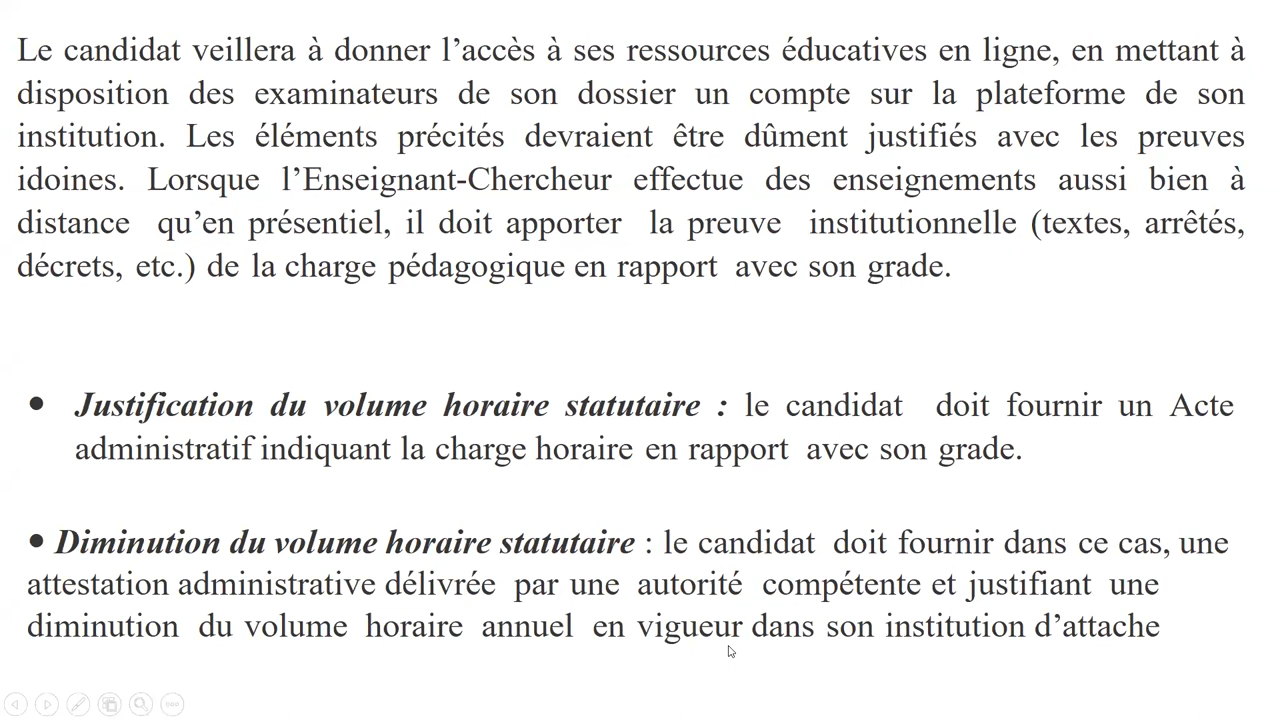 Le candidat veillera à donner l’accès à ses ressources éducatives en ligne, en mettant à
disposition des examinateurs de son dossier un compte sur la plateforme de son
institution. Les éléments précités devraient être dûment justifiés avec les preuves
idoines. Lorsque l’Enseignant-Chercheur effectue des enseignements aussi bien à
distance qu’en présentiel, il doit apporter la preuve institutionnelle (textes, arrêtés,
décrets, etc.) de la charge pédagogique en rapport avec son grade.
• Justification du volume horaire statutaire : le candidat doit fournir un Acte
administratif indiquant la charge horaire en rapport avec son grade.
• Diminution du volume horaire statutaire : le candidat doit fournir dans ce cas, une
attestation administrative délivrée par une autorité compétente et justifiant une
diminution du volume horaire annuel en vigueur dans son institution d’attache